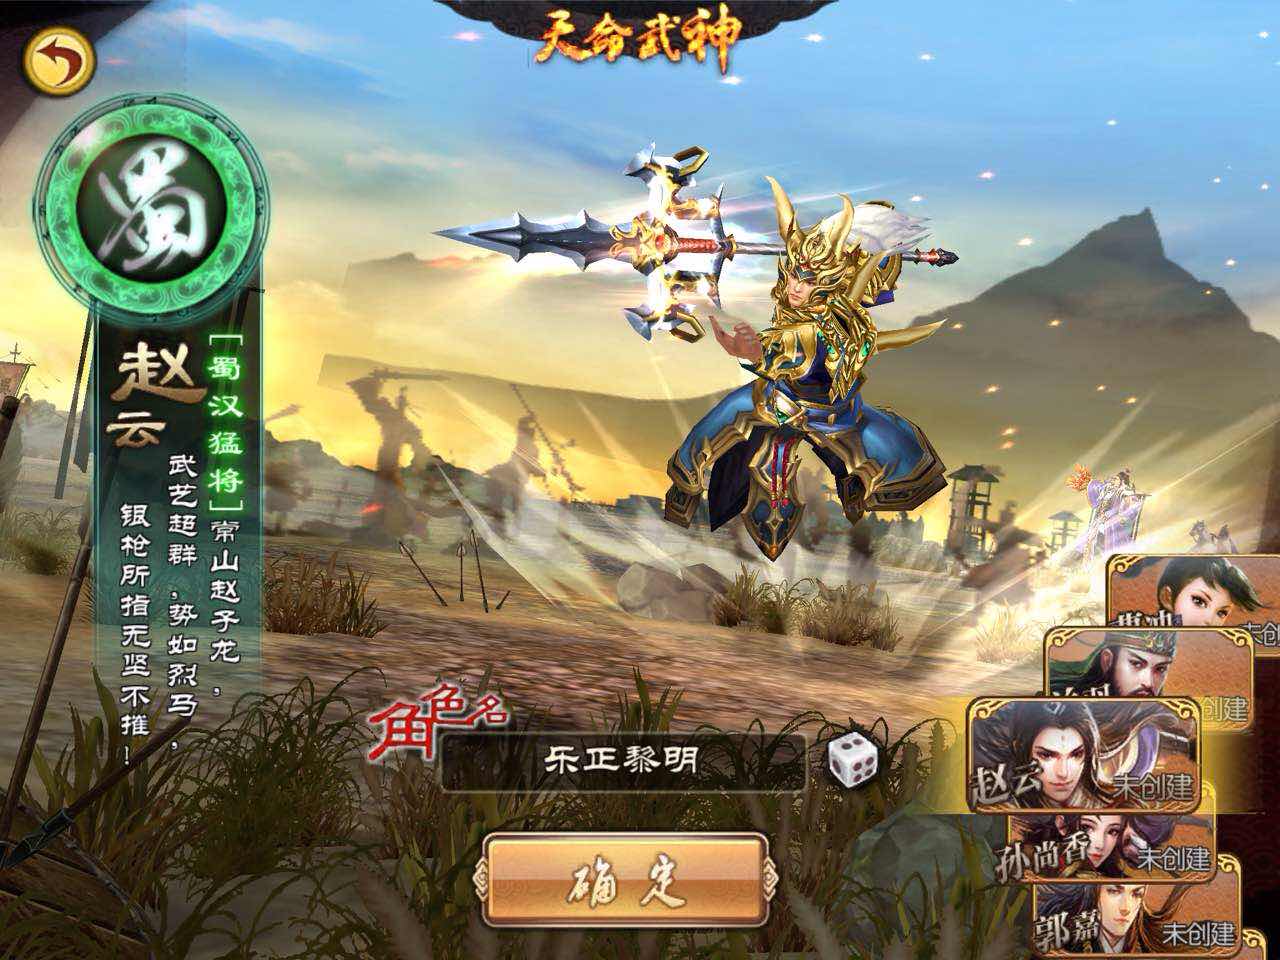 天命武神
蜀
赵云
[蜀汉猛将]常山赵子龙，
武艺超群，势如烈马，
银枪所指无坚不摧！
角色名
乐正黎明
确定
未创
创建
赵云
未创建
孙尚香
未创建
郭嘉
未创建